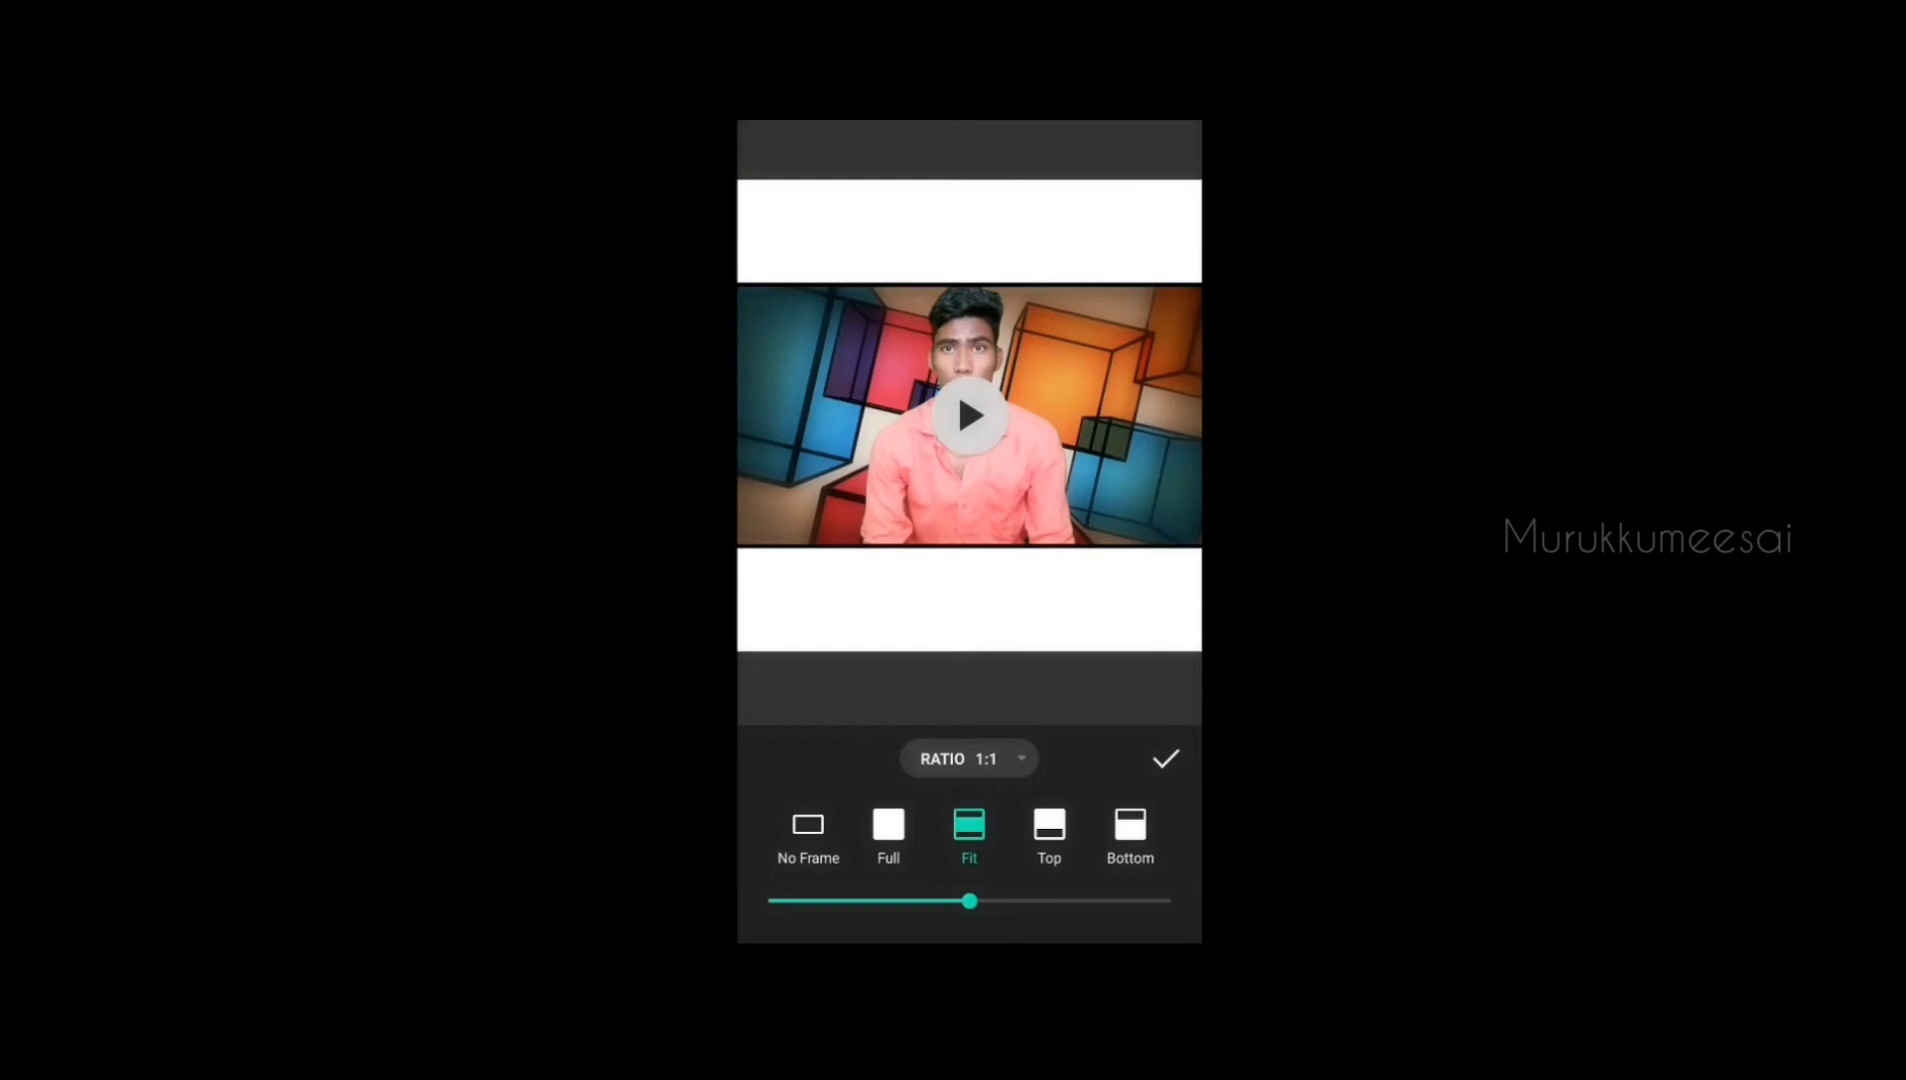 Murukkumeesai
RATIO 1:1
No Frame
Full
Fit
Top
Bottom